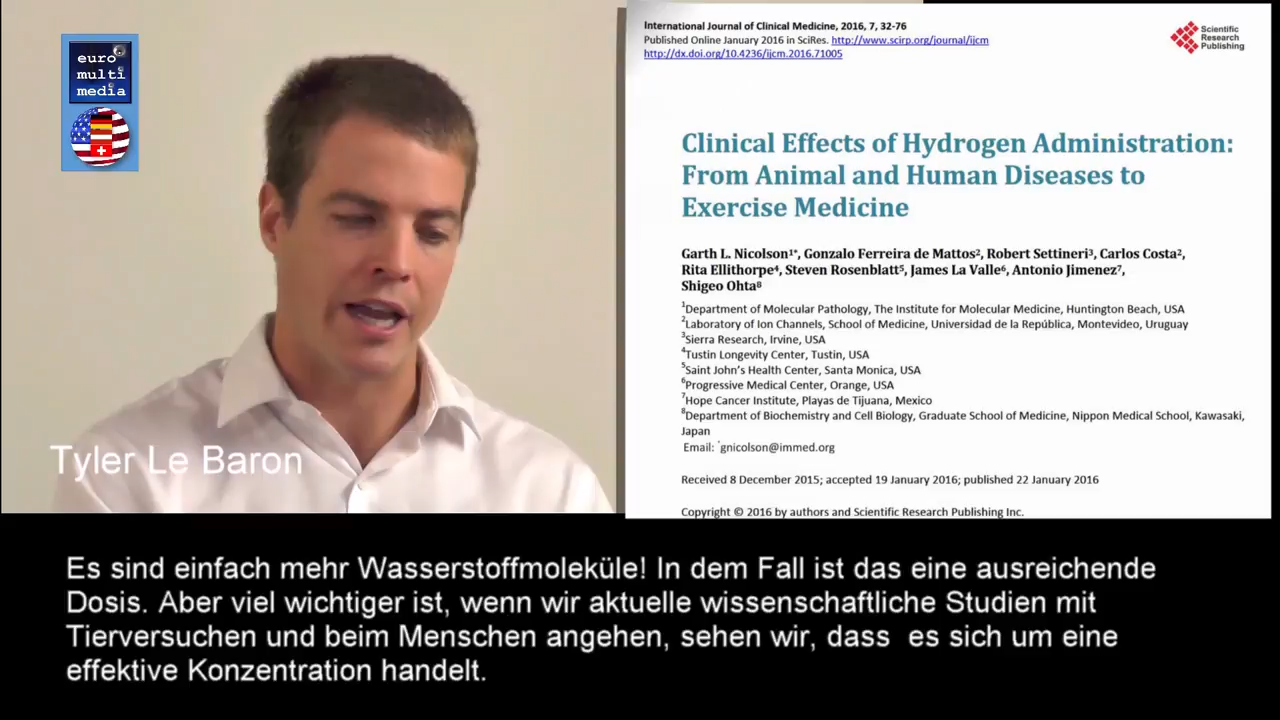 euro
multi
media
Tyler Le Baron
International Journal of Clinical Medicine, 2016, 7, 32-76
Published Online January 2016 in SciRes. http://www.scirp.org/journal/ijcm
http://dx.doi.org/10.4236/ijcm.2016.71005
Scientific
Research
Publishing
Clinical Effects of Hydrogen Administration:
From Animal and Human Diseases to
Exercise Medicine
Garth L. Nicolson1*, Gonzalo Ferreira de Mattos2, Robert Settineri3, Carlos Costa2,
Rita Ellithorpe4, Steven Rosenblatt5, James La Valle6, Antonio Jimenez7,
Shigeo Ohta8
1Department of Molecular Pathology, The Institute for Molecular Medicine, Huntington Beach, USA
2Laboratory of Ion Channels, School of Medicine, Universidad de la República, Montevideo, Uruguay
3Sierra Research, Irvine, USA
4Tustin Longevity Center, Tustin, USA
5Saint John's Health Center, Santa Monica, USA
6Progressive Medical Center, Orange, USA
7Hope Cancer Institute, Playas de Tijuana, Mexico
8Department of Biochemistry and Cell Biology, Graduate School of Medicine, Nippon Medical School, Kawasaki,
Japan
Email: *gnicolson@immed.org
Received 8 December 2015; accepted 19 January 2016; published 22 January 2016
Copyright © 2016 by authors and Scientific Research Publishing Inc.
Es sind einfach mehr Wasserstoffmoleküle! In dem Fall ist das eine ausreichende
Dosis. Aber viel wichtiger ist, wenn wir aktuelle wissenschaftliche Studien mit
Tierversuchen und beim Menschen angehen, sehen wir, dass  es sich um eine
effektive Konzentration handelt.